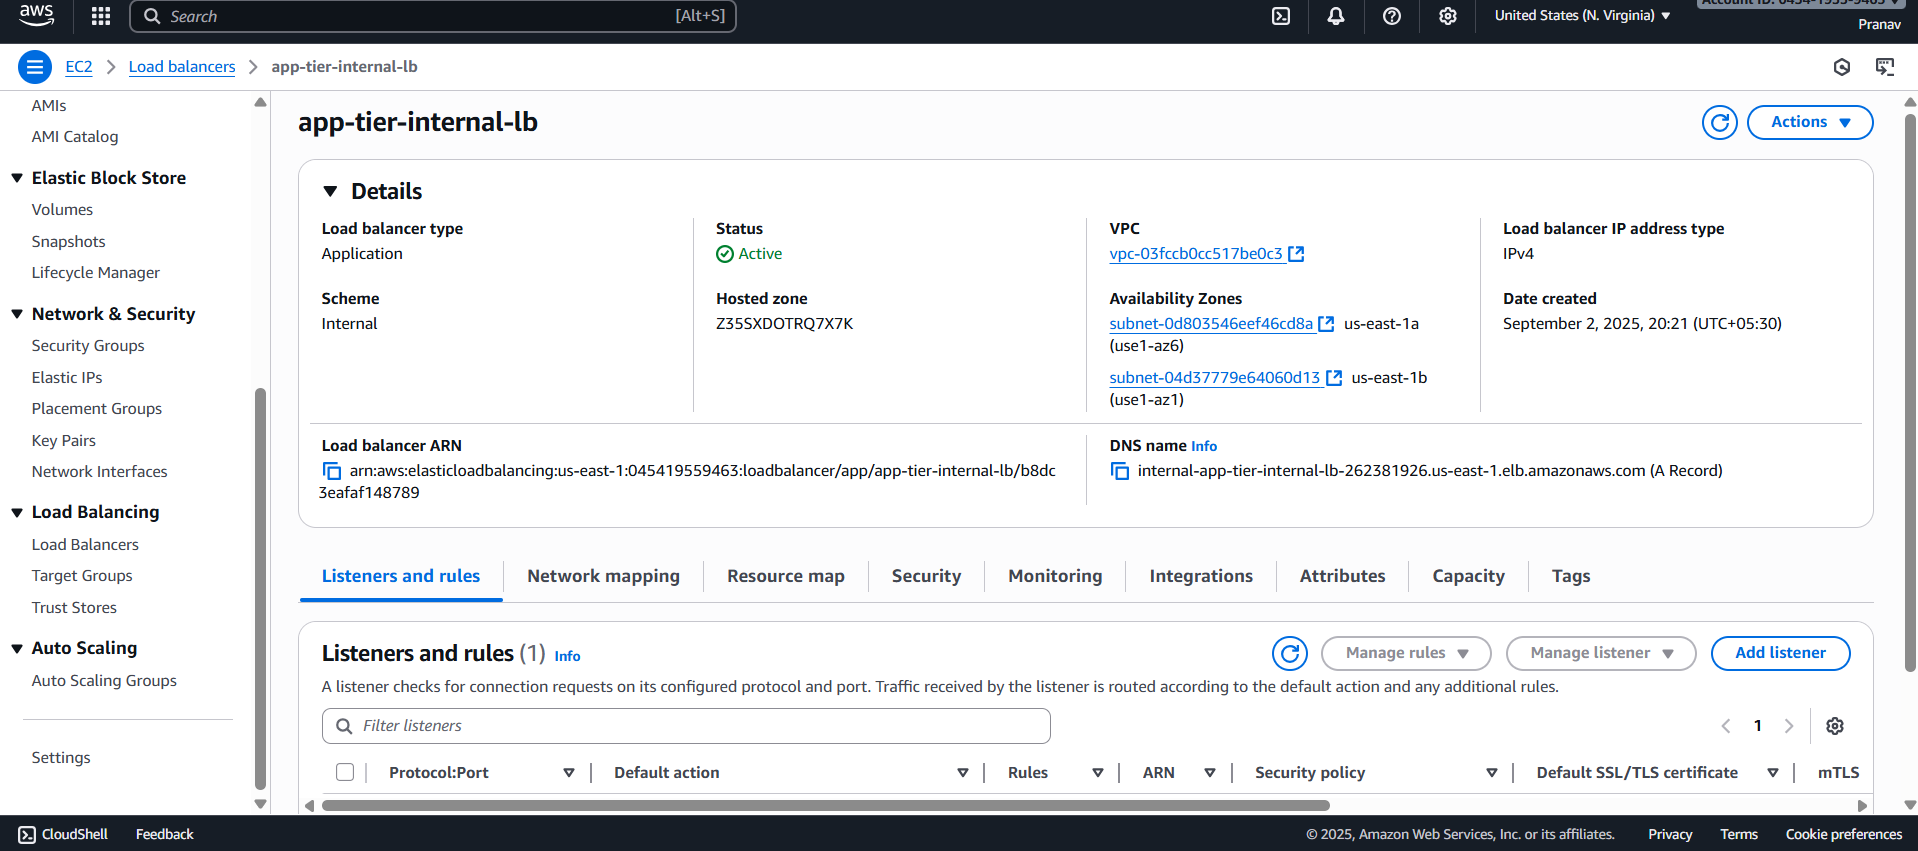 aws
Search [Alt+S]
United States (N. Virginia)
Pranav
EC2 Load balancers app-tier-internal-lb
AMIs
AMI Catalog
Elastic Block Store
Volumes
Snapshots
Lifecycle Manager
Network & Security
Security Groups
Elastic IPs
Placement Groups
Key Pairs
Network Interfaces
Load Balancing
Load Balancers
Target Groups
Trust Stores
Auto Scaling
Auto Scaling Groups
Settings
app-tier-internal-lb
Actions
Details
Load balancer type
Application
Status
Active
VPC
vpc-03fccb0cc517be0c3
Load balancer IP address type
IPv4
Scheme
Internal
Hosted zone
Z35SXDOTRQ7X7K
Availability Zones
subnet-0d803546eef46cd8a us-east-1a
(use1-az6)
subnet-04d37779e64060d13 us-east-1b
(use1-az1)
Date created
September 2, 2025, 20:21 (UTC+05:30)
Load balancer ARN
arn:aws:elasticloadbalancing:us-east-1:045419559463:loadbalancer/app/app-tier-internal-lb/b8dc
3eafaf148789
DNS name Info
internal-app-tier-internal-lb-262381926.us-east-1.elb.amazonaws.com (A Record)
Listeners and rules Network mapping Resource map Security Monitoring Integrations Attributes Capacity Tags
Listeners and rules (1) Info
Manage rules Manage listener Add listener
A listener checks for connection requests on its configured protocol and port. Traffic received by the listener is routed according to the default action and any additional rules.
Filter listeners
1
Protocol:Port Default action Rules ARN Security policy Default SSL/TLS certificate mTLS
CloudShell Feedback
© 2025, Amazon Web Services, Inc. or its affiliates. Privacy Terms Cookie preferences